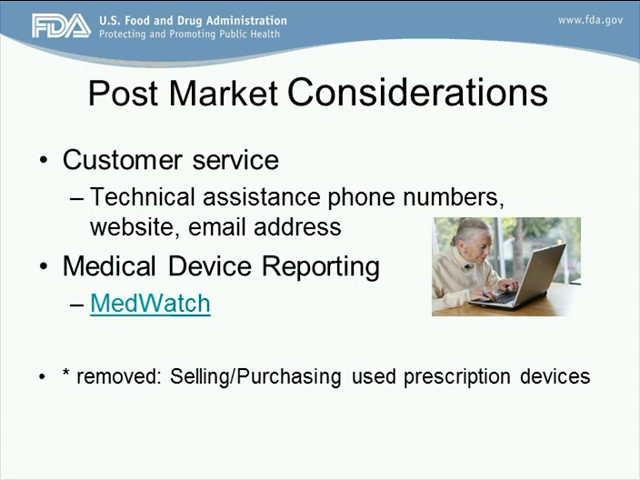 FDA U.S. Food and Drug Administration
Protecting and Promoting Public Health
www.fda.gov
Post Market Considerations
• Customer service
– Technical assistance phone numbers,
website, email address
• Medical Device Reporting
– MedWatch
• * removed: Selling/Purchasing used prescription devices